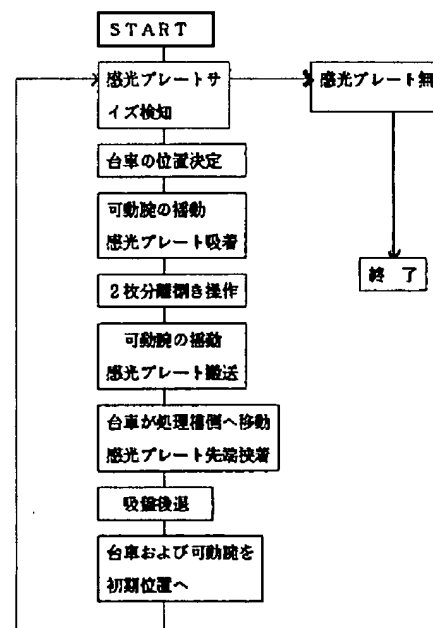 START
感光プレートサ
イズ検知
感光プレート無
台車の位置決定
可動腕の揺動
感光プレート吸着
終 了
2枚分離捌き操作
可動腕の揺動
感光プレート搬送
台車が処理槽側へ移動
感光プレート先端挟着
吸盤後退
台車および可動腕を
初期位置へ